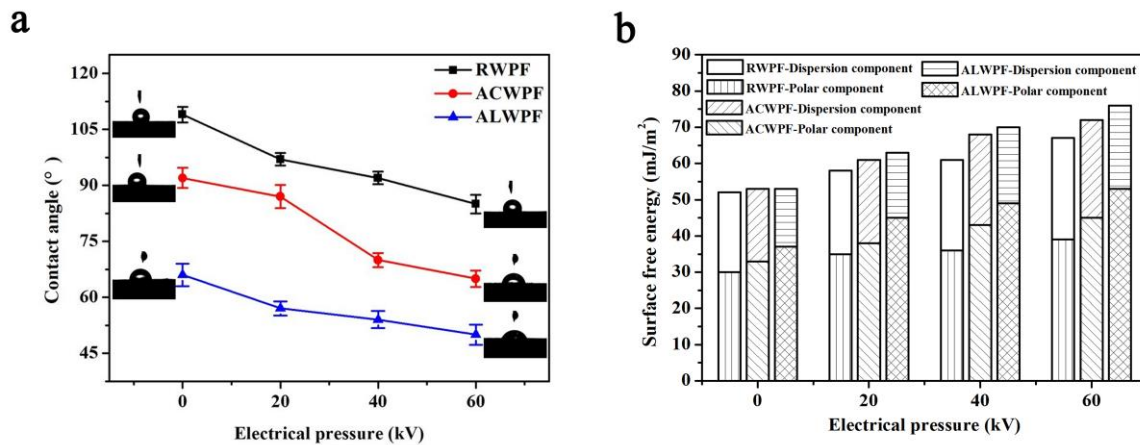 a
RWPF
ACWPF
ALWPF
105
90
75
60
45
Contact angle (°)
0 20 40 60
Electrical pressure (kV)
b
90
80
70
60
50
40
30
20
10
0
Surface free energy (mJ/m²)
RWPF-Dispersion component
RWPF-Polar component
ACWPF-Dispersion component
ACWPF-Polar component
ALWPF-Dispersion component
ALWPF-Polar component
0 20 40 60
Electrical pressure (kV)